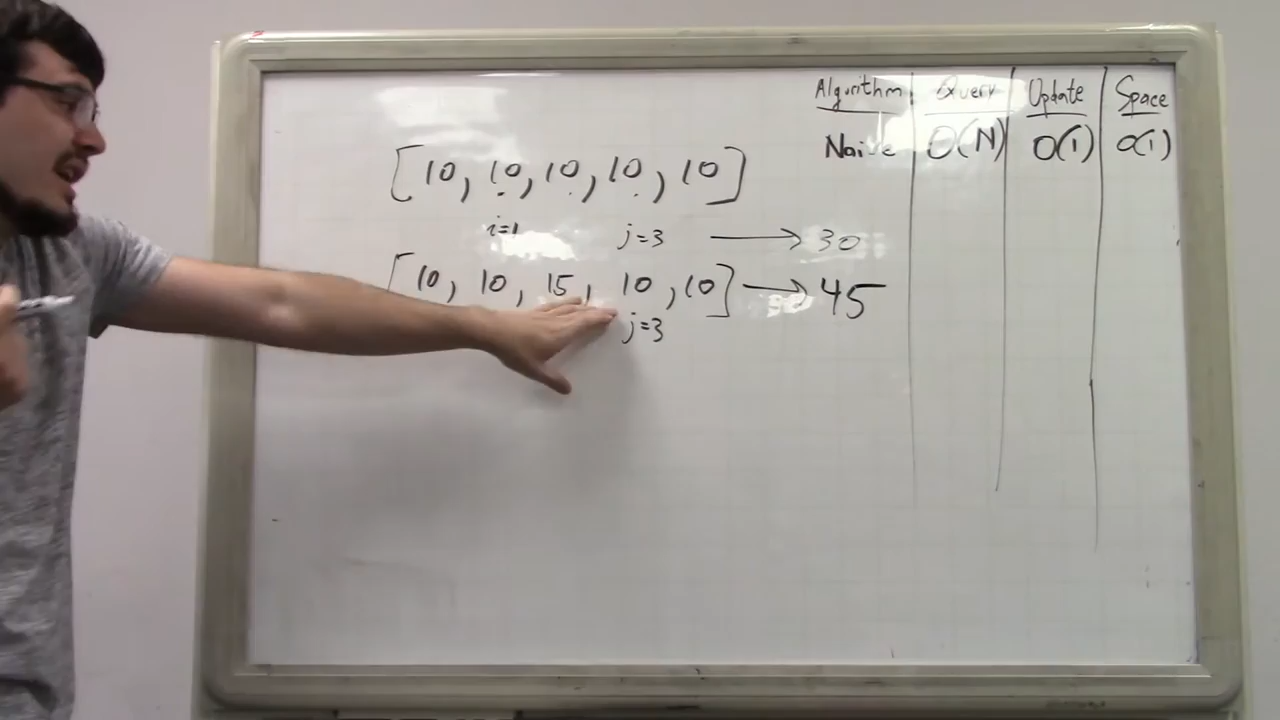 Algorithm Query Update Space
Naive O(N) O(1) O(1)
[10, 10, 10, 10, 10]
i=1 j=3 → 30
[10, 10, 15, 10, 10] → 45
j=3